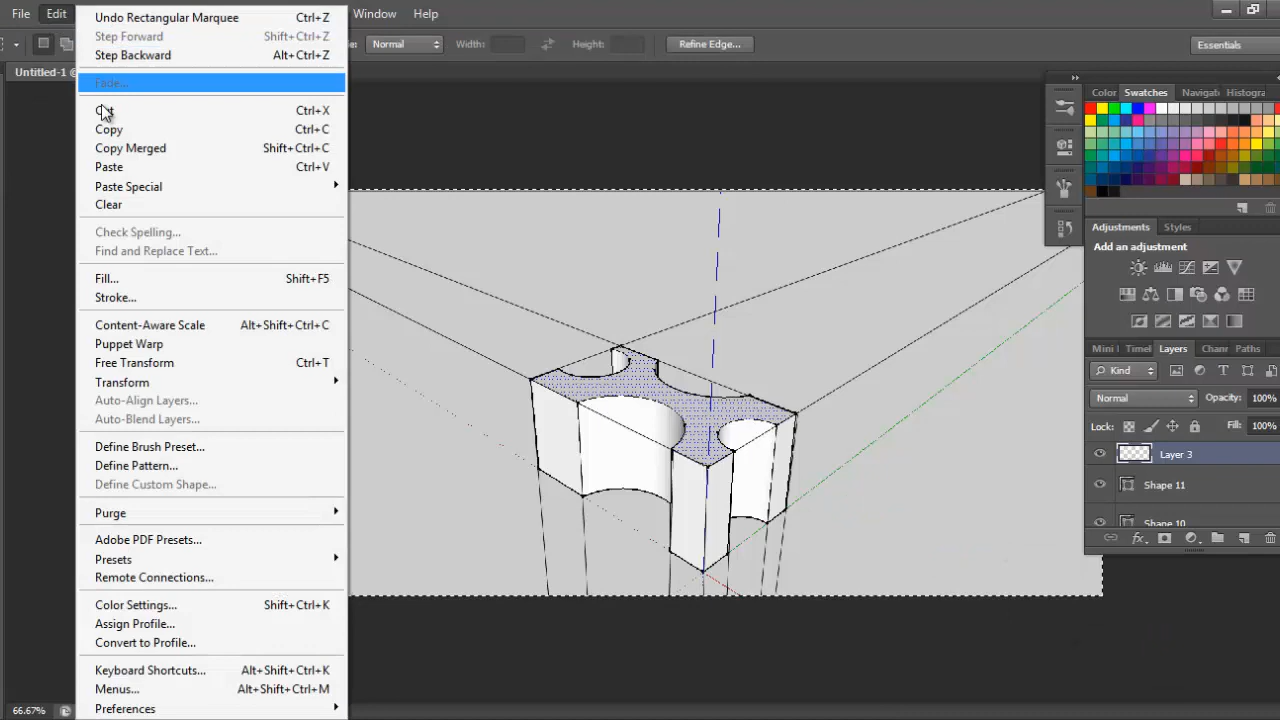 File Edit Window Help
Normal Width: Height: Refine Edge... Essentials
Untitled-1 @
Undo Rectangular Marquee Ctrl+Z
Step Forward Shift+Ctrl+Z
Step Backward Alt+Ctrl+Z
Fade...
Cut Ctrl+X
Copy Ctrl+C
Copy Merged Shift+Ctrl+C
Paste Ctrl+V
Paste Special
Clear
Check Spelling...
Find and Replace Text...
Fill... Shift+F5
Stroke...
Content-Aware Scale Alt+Shift+Ctrl+C
Puppet Warp
Free Transform Ctrl+T
Transform
Auto-Align Layers...
Auto-Blend Layers...
Define Brush Preset...
Define Pattern...
Define Custom Shape...
Purge
Adobe PDF Presets...
Presets
Remote Connections...
Color Settings... Shift+Ctrl+K
Assign Profile...
Convert to Profile...
Keyboard Shortcuts... Alt+Shift+Ctrl+K
Menus... Alt+Shift+Ctrl+M
Preferences
66.67%
Color Swatches Navigat Histogra
Adjustments Styles
Add an adjustment
Mini Timel Layers Chann Paths
Kind
Normal Opacity: 100%
Lock: Fill: 100%
Layer 3
Shape 11
Shape 10